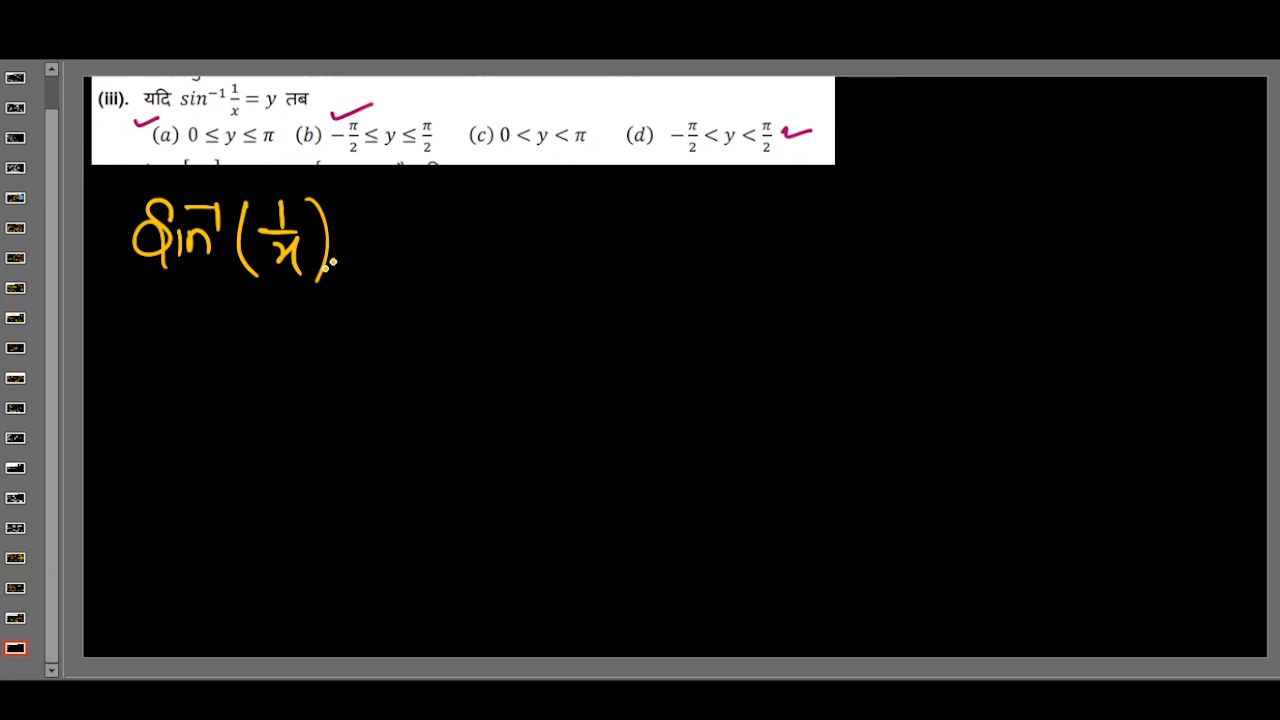 (iii). यदि sin⁻¹ 1/x = y तब
(a) 0 ≤ y ≤ π (b) −π/2 ≤ y ≤ π/2 (c) 0 < y < π (d) −π/2 < y < π/2
Sin⁻¹ (1/x)